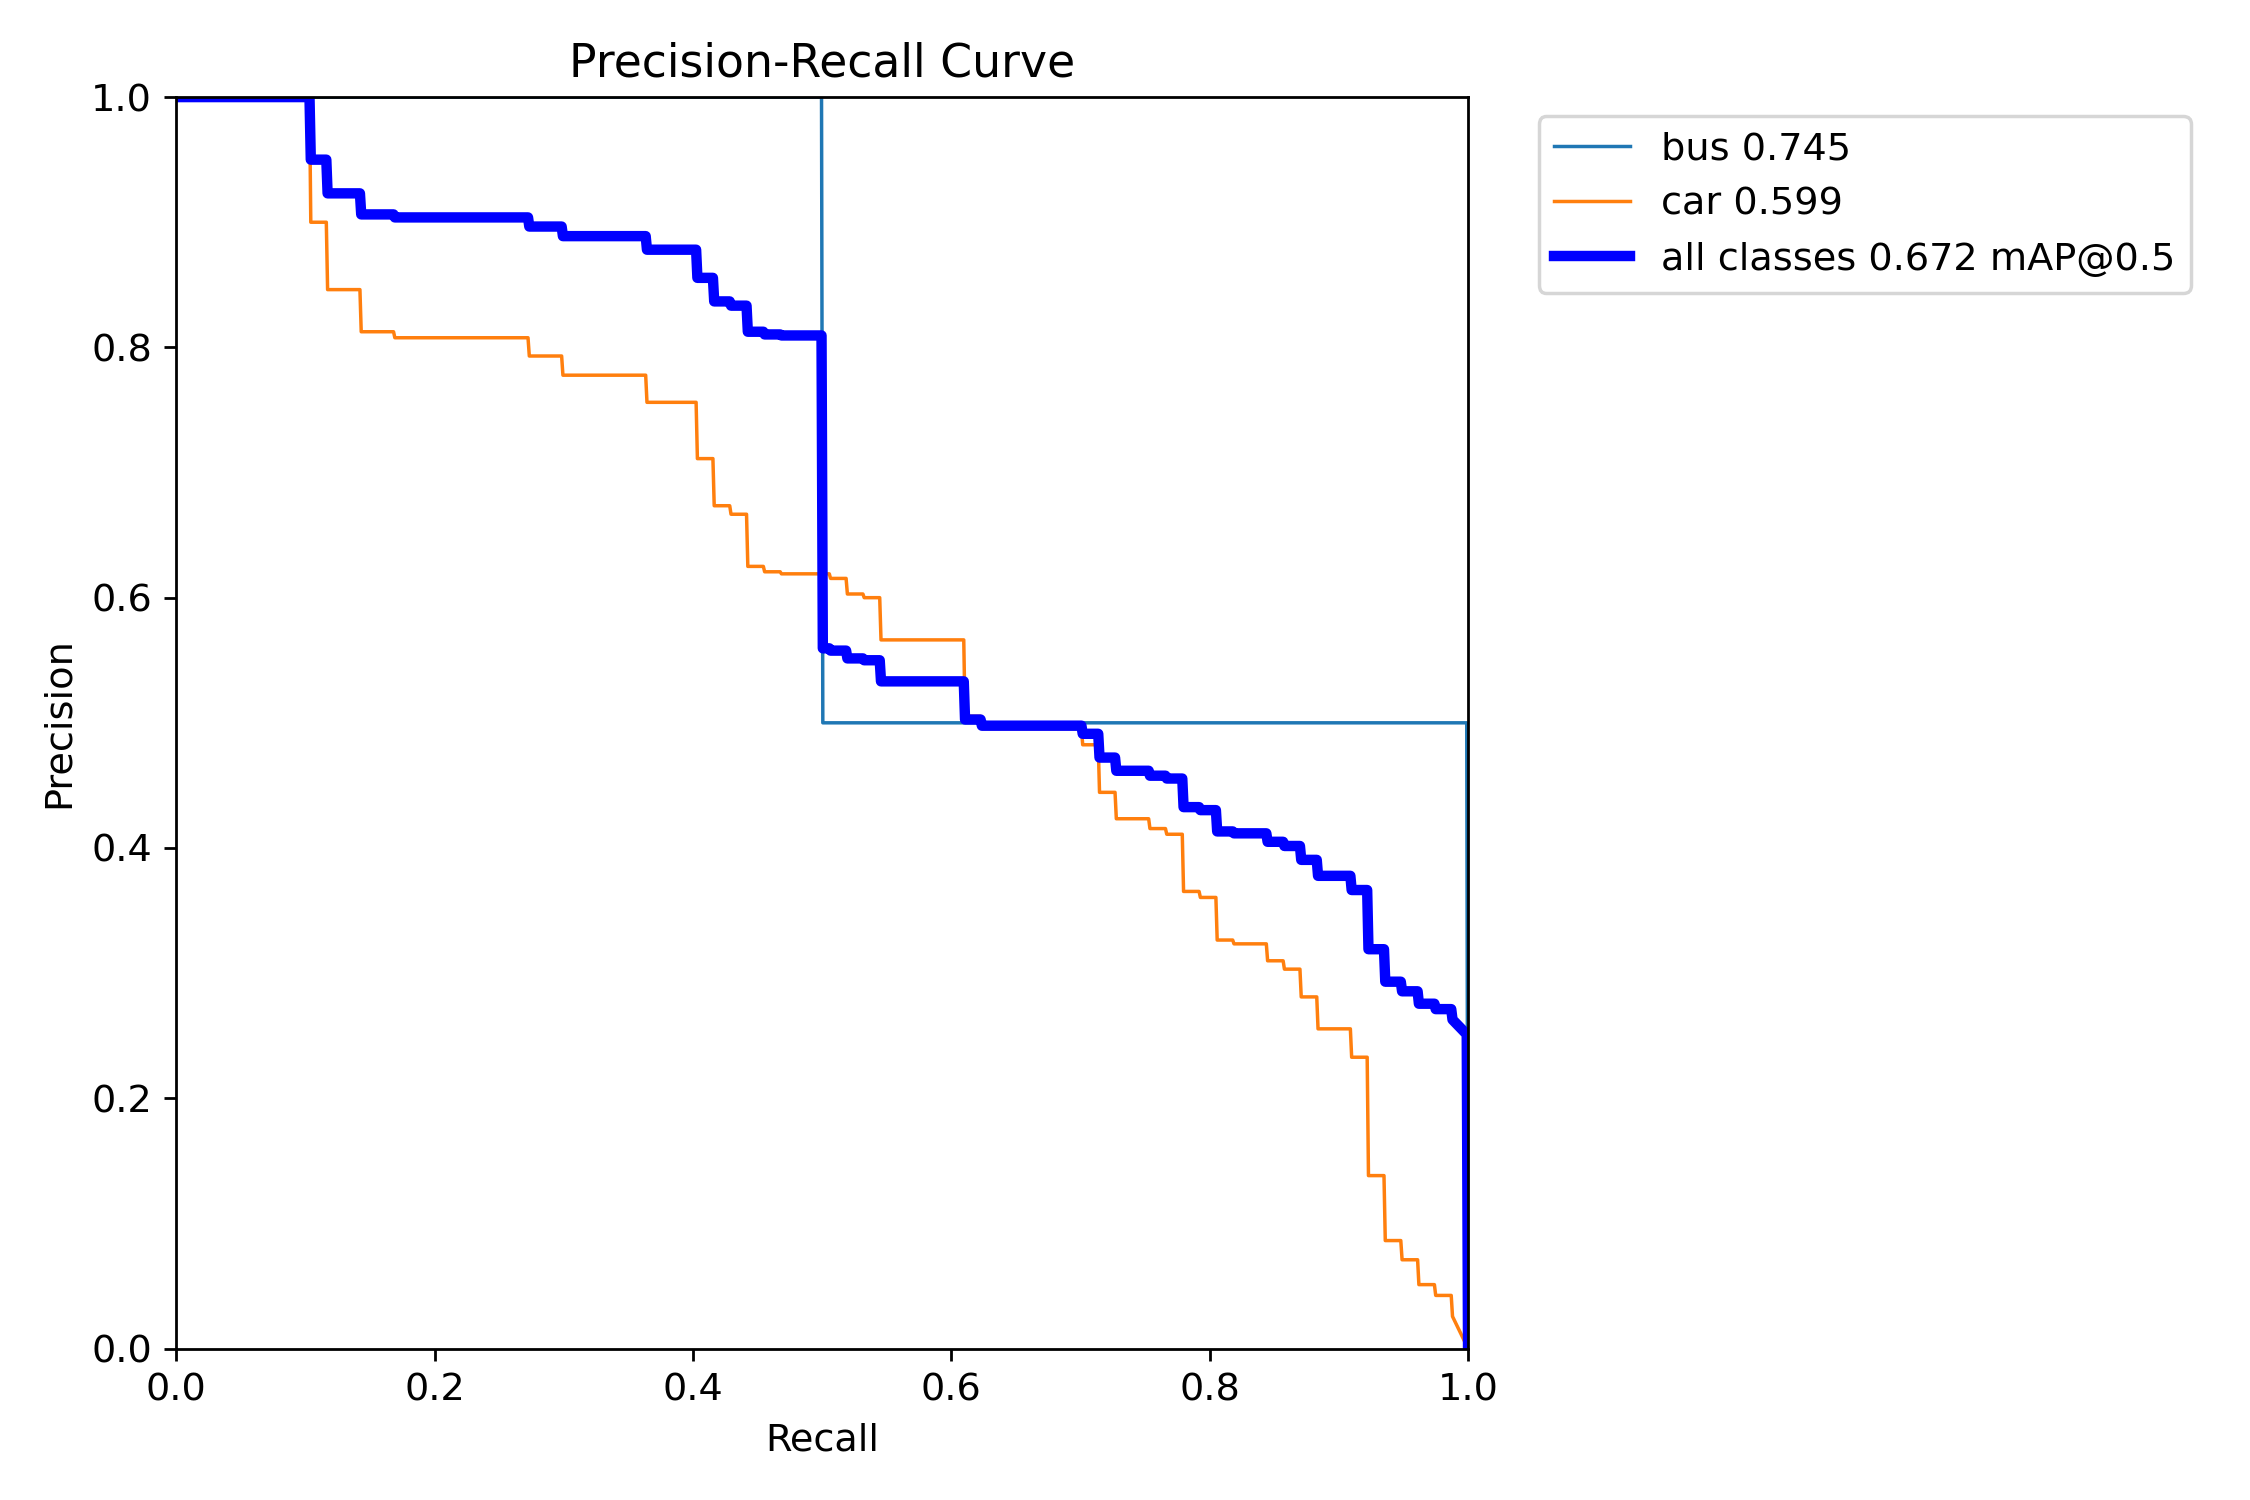 Precision-Recall Curve
1.0
0.8
0.6
0.4
0.2
0.0
Precision
0.0 0.2 0.4 0.6 0.8 1.0
Recall
bus 0.745
car 0.599
all classes 0.672 mAP@0.5